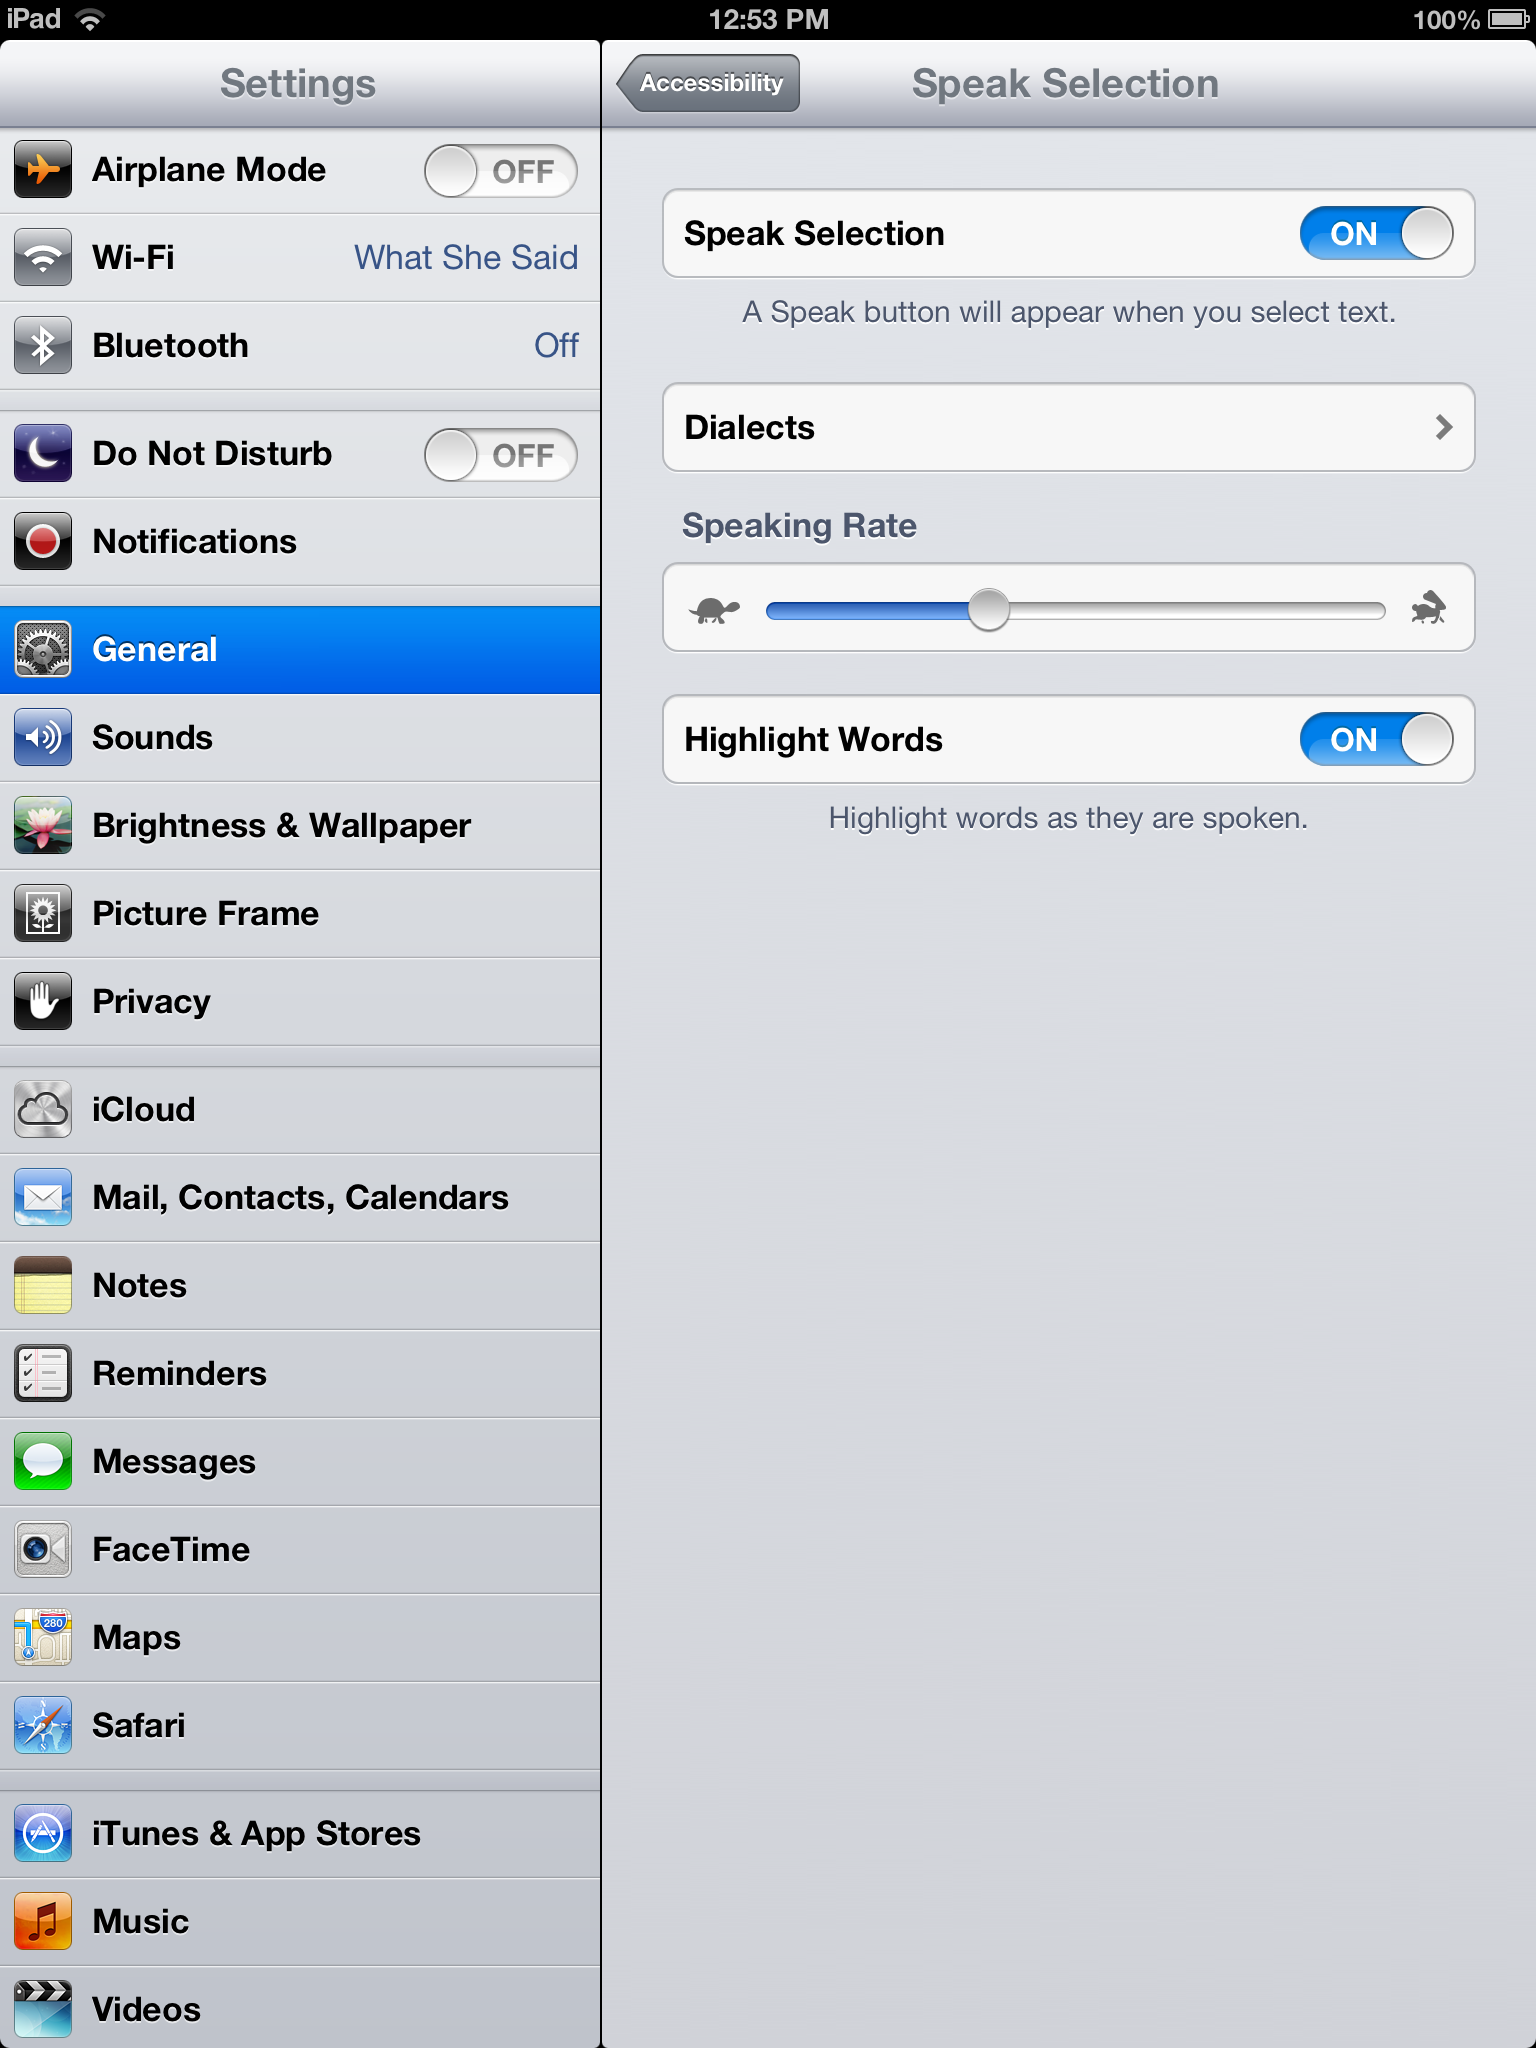 iPad
12:53 PM
100%
Settings
Airplane Mode OFF
Wi-Fi What She Said
Bluetooth Off
Do Not Disturb OFF
Notifications
General
Sounds
Brightness & Wallpaper
Picture Frame
Privacy
iCloud
Mail, Contacts, Calendars
Notes
Reminders
Messages
FaceTime
280
Maps
Safari
iTunes & App Stores
Music
Videos
Accessibility
Speak Selection
Speak Selection ON
A Speak button will appear when you select text.
Dialects
Speaking Rate
Highlight Words ON
Highlight words as they are spoken.